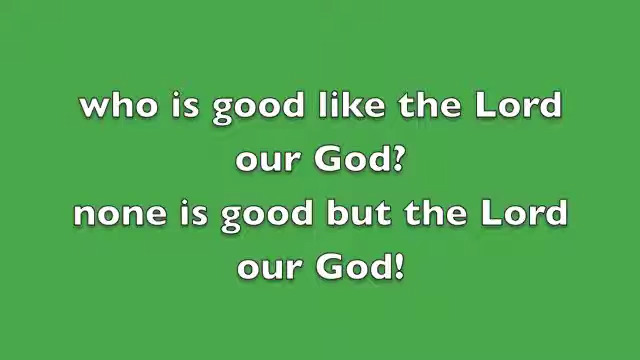 who is good like the Lord
our God?
none is good but the Lord
our God!